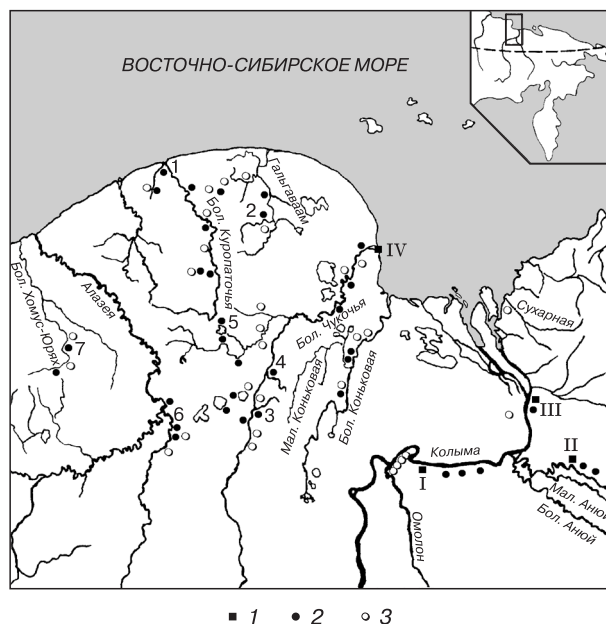 ВОСТОЧНО-СИБИРСКОЕ МОРЕ
1
Гальгаваам
Бол. Куропаточья
2
IV
Бол. Хомус-Юрях
Алазея
Сухарная
Бол. Чукочья
5
7
4
Мал. Коньковая
Бол. Коньковая
III
6
3
Колыма
II
I
Мал. Анюй
Бол. Анюй
Омолон
1 2 3